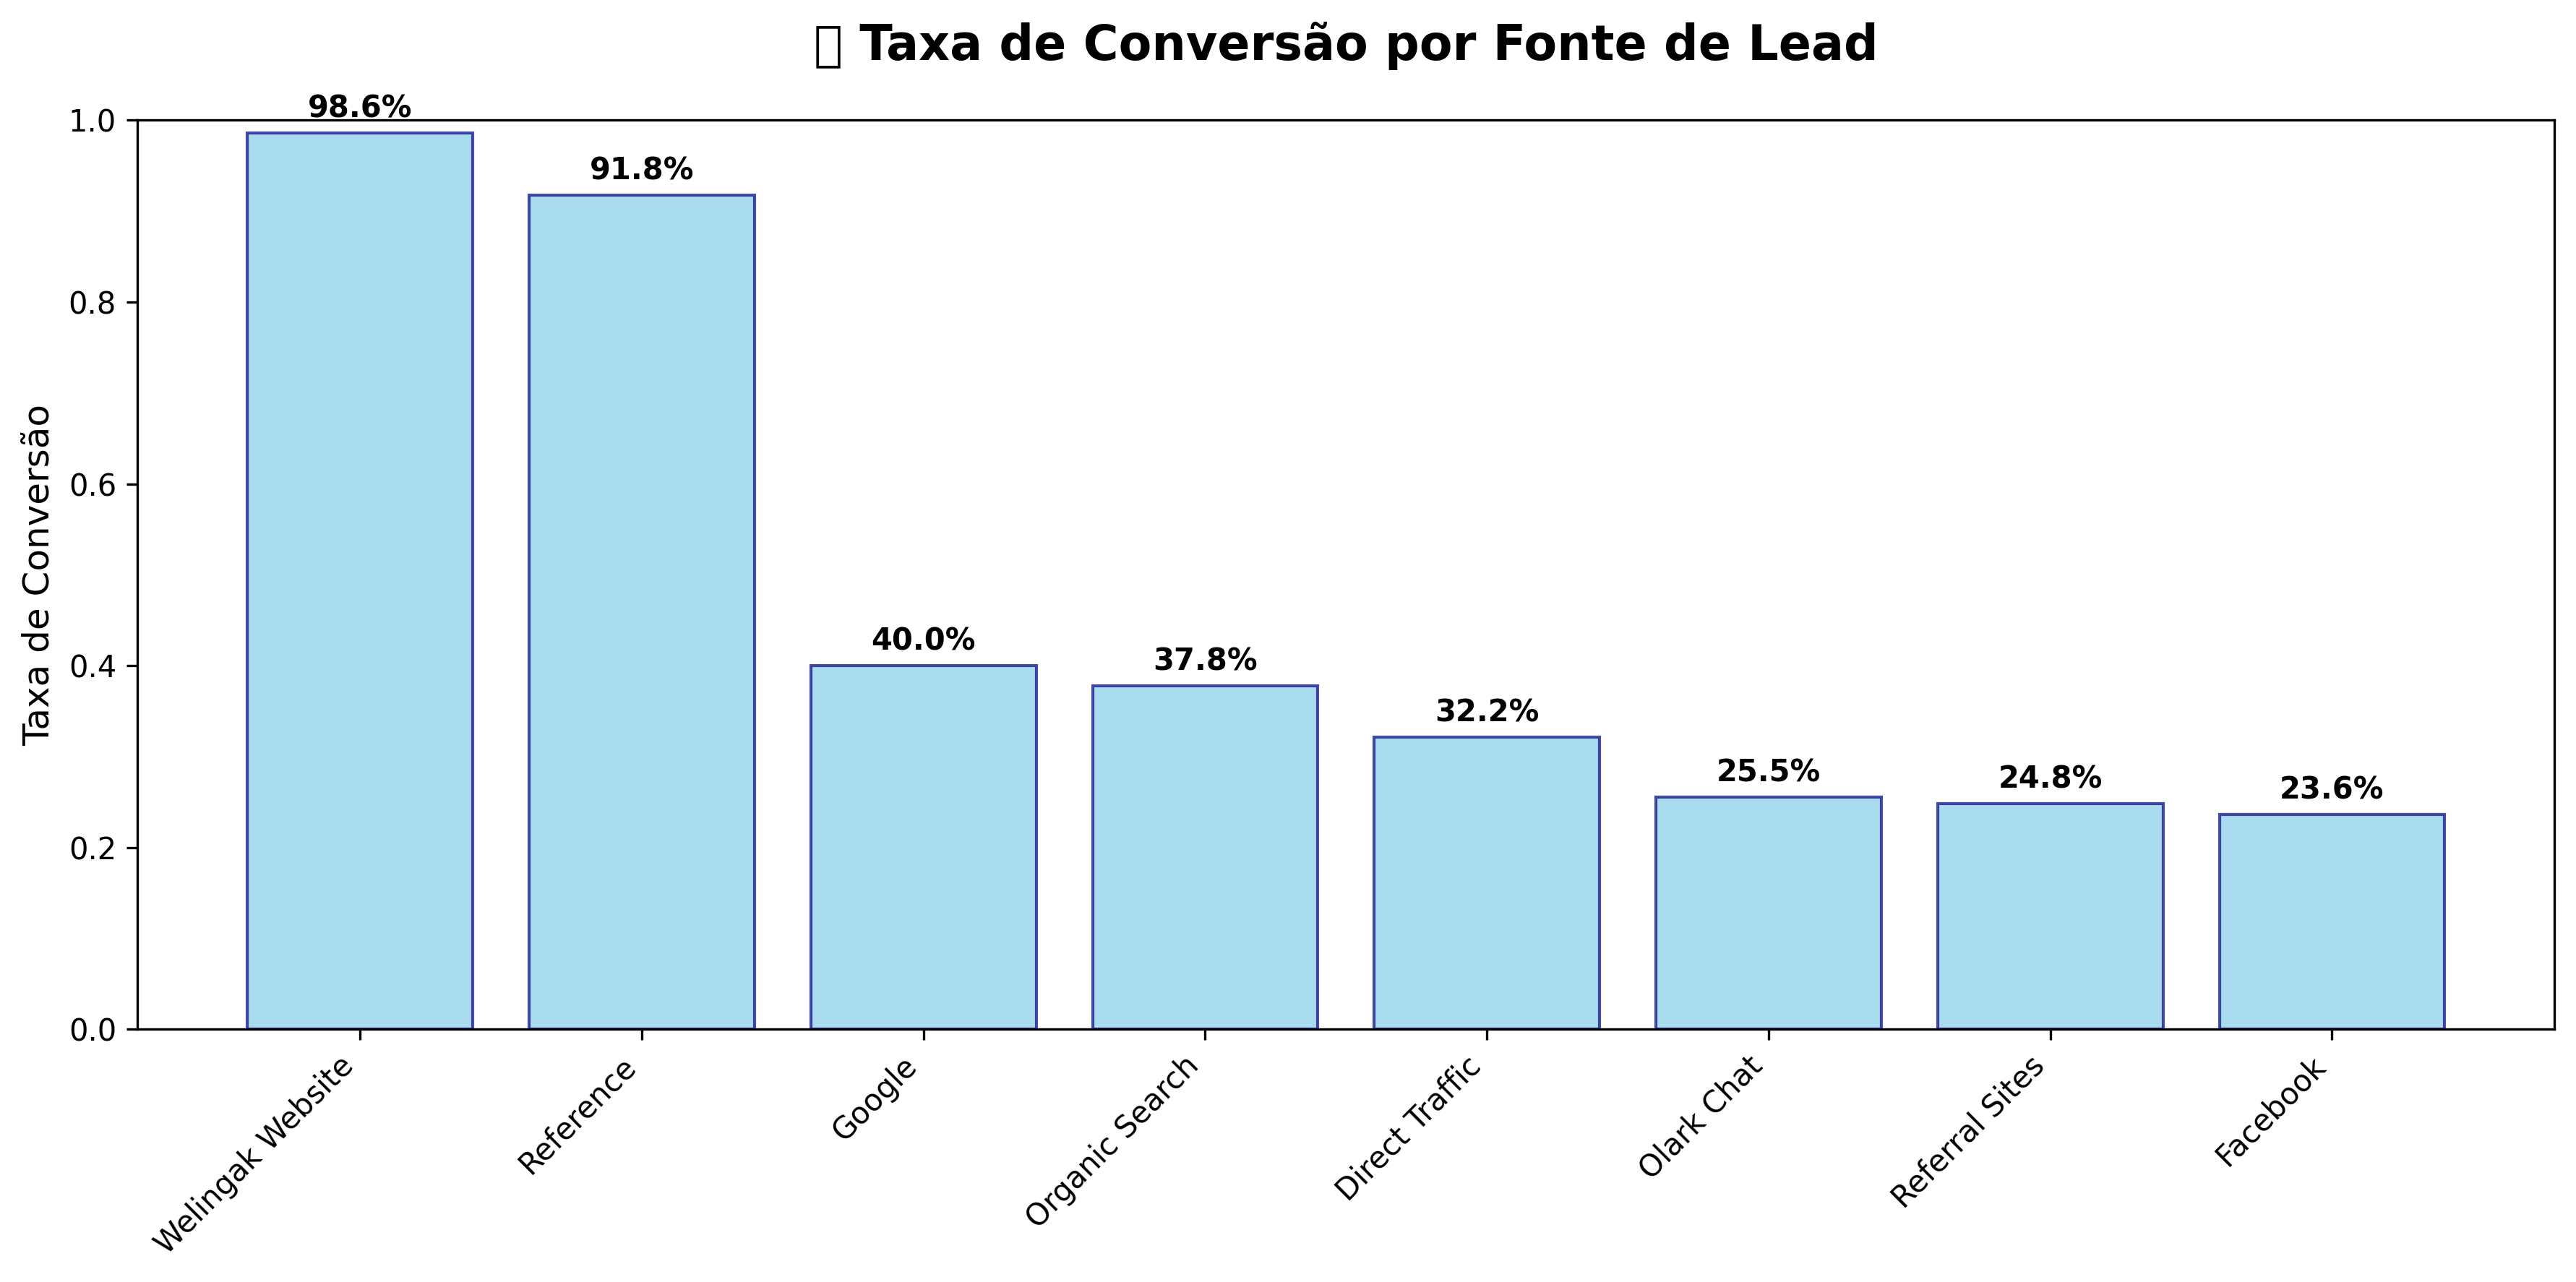 Taxa de Conversão por Fonte de Lead
98.6%
91.8%
40.0%
37.8%
32.2%
25.5%
24.8%
23.6%
1.0
0.8
0.6
0.4
0.2
0.0
Taxa de Conversão
Welingak Website
Reference
Google
Organic Search
Direct Traffic
Olark Chat
Referral Sites
Facebook